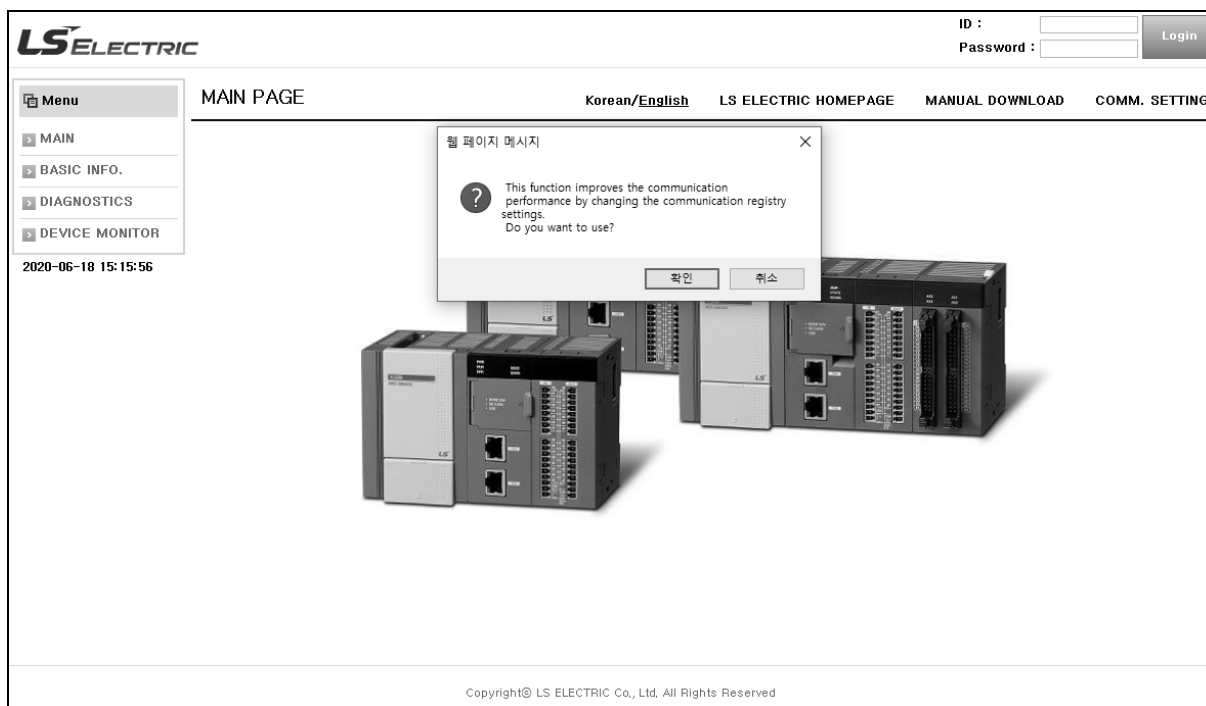 LS ELECTRIC
ID :
Password :
Login
Menu
MAIN PAGE
Korean/English
LS ELECTRIC HOMEPAGE
MANUAL DOWNLOAD
COMM. SETTING
MAIN
BASIC INFO.
DIAGNOSTICS
DEVICE MONITOR
2020-06-18 15:15:56
웹 페이지 메시지
This function improves the communication
performance by changing the communication registry
settings.
Do you want to use?
확인
취소
Copyright© LS ELECTRIC Co., Ltd, All Rights Reserved